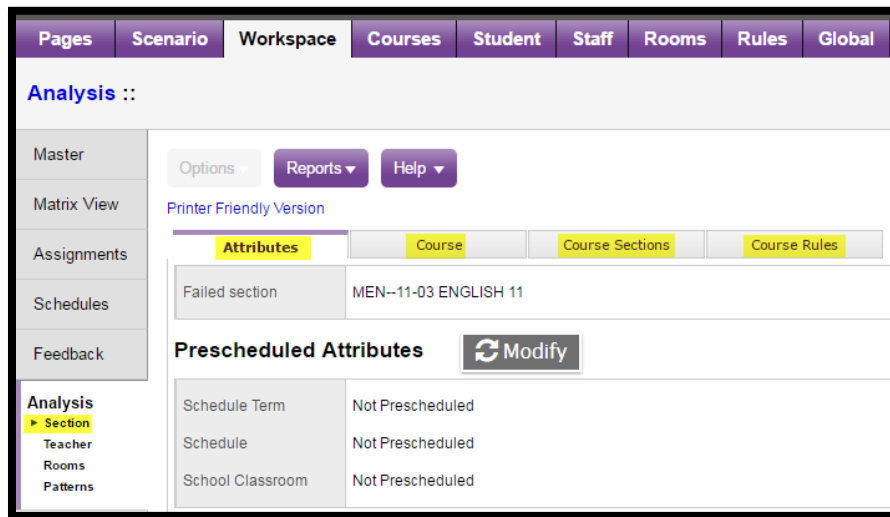 Pages Scenario Workspace Courses Student Staff Rooms Rules Global
Analysis ::
Master
Matrix View
Assignments
Schedules
Feedback
Analysis
Section
Teacher
Rooms
Patterns
Options Reports Help
Printer Friendly Version
Attributes Course Course Sections Course Rules
Failed section MEN--11-03 ENGLISH 11
Prescheduled Attributes Modify
Schedule Term Not Prescheduled
Schedule Not Prescheduled
School Classroom Not Prescheduled